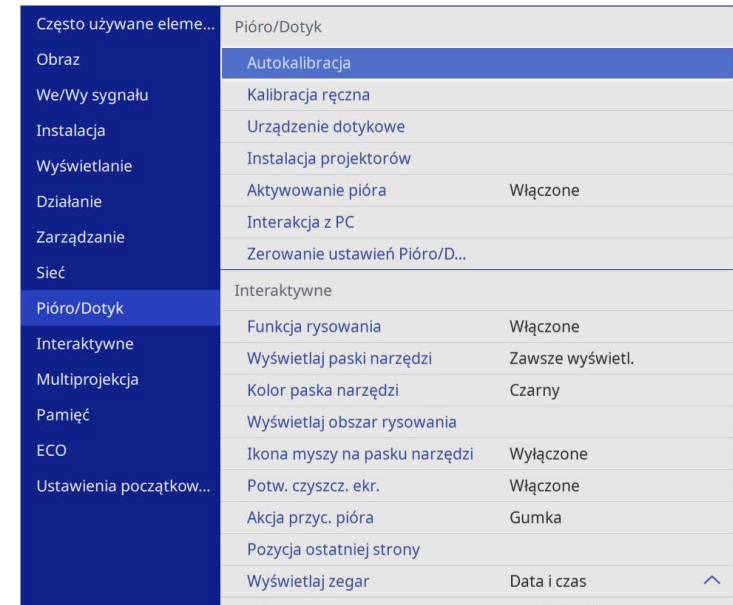 Często używane eleme...
Obraz
We/Wy sygnału
Instalacja
Wyświetlanie
Działanie
Zarządzanie
Sieć
Pióro/Dotyk
Interaktywne
Multiprojekcja
Pamięć
ECO
Ustawienia początkow...
Pióro/Dotyk
Autokalibracja
Kalibracja ręczna
Urządzenie dotykowe
Instalacja projektorów
Aktywowanie pióra Włączone
Interakcja z PC
Zerowanie ustawień Pióro/D...
Interaktywne
Funkcja rysowania Włączone
Wyświetlaj paski narzędzi Zawsze wyświetl.
Kolor paska narzędzi Czarny
Wyświetlaj obszar rysowania
Ikona myszy na pasku narzędzi Wyłączone
Potw. czyszcz. ekr. Włączone
Akcja przyc. pióra Gumka
Pozycja ostatniej strony
Wyświetlaj zegar Data i czas